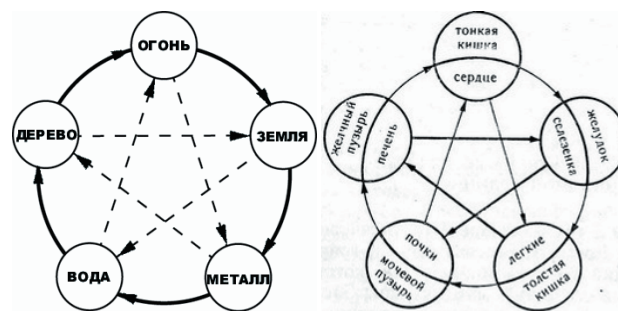 ОГОНЬ
ДЕРЕВО
ЗЕМЛЯ
ВОДА
МЕТАЛЛ
тонкая
кишка
сердце
желчный
пузырь
печень
желудок
селезенка
почки
мочевой
пузырь
легкие
толстая
кишка